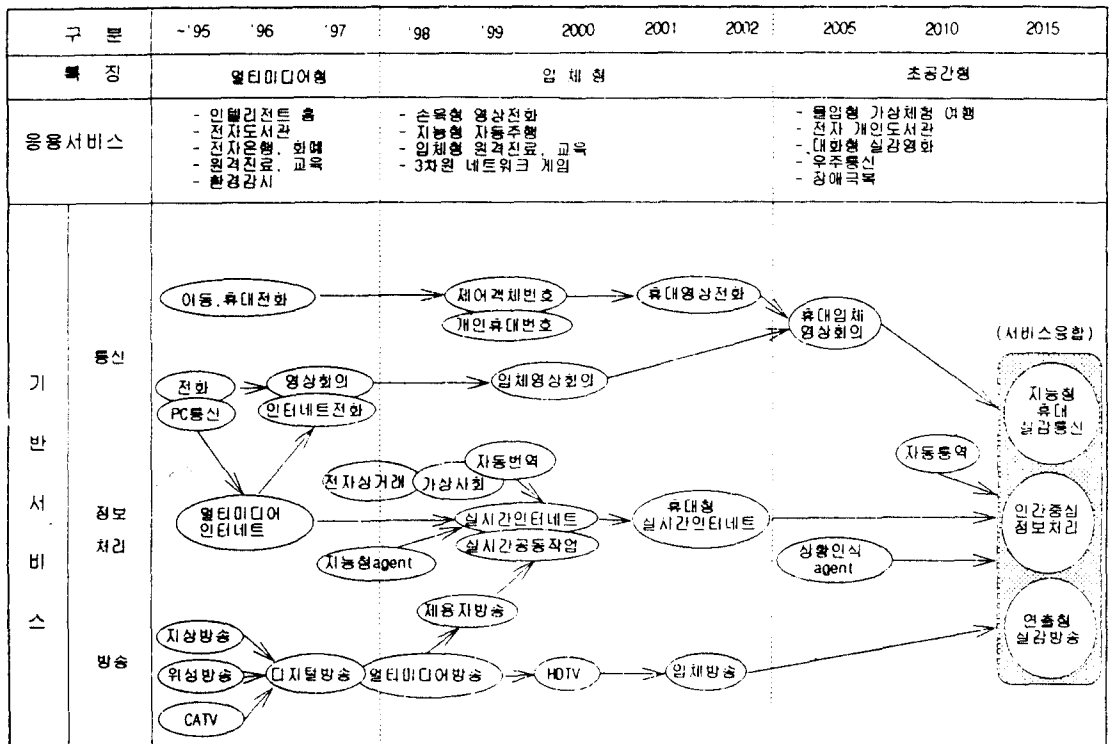 구 분 ~'95 '96 '97 '98 '99 2000 2001 2002 2005 2010 2015
특 징 멀티미디어형 입 체 형 초공간형
응용서비스
- 인텔리전트 홈
- 전자도서관
- 전자은행, 화폐
- 원격진료, 교육
- 환경감시
- 손목형 영상전화
- 지능형 자동주행
- 입체형 원격진료, 교육
- 3차원 네트워크 게임
- 몰입형 가상체험 여행
- 전자 개인도서관
- 대화형 실감영화
- 우주통신
- 장애극복
기 반 서 비 스
통신
이동.휴대전화
제어객체번호
개인휴대번호
휴대영상전화
휴대입체
영상회의
(서비스융합)
전화
PC통신
영상회의
인터넷전화
입체영상회의
지능형
휴대
실감통신
정보
처리
멀티미디어
인터네트
전자상거래
가상사회
자동번역
실시간인터네트
실시간공동작업
지능형agent
휴대형
실시간인터네트
자동통역
상황인식
agent
인간중심
정보처리
방송
지상방송
위성방송
CATV
디지털방송
멀티미디어방송
HDTV
입체방송
연출형
실감방송